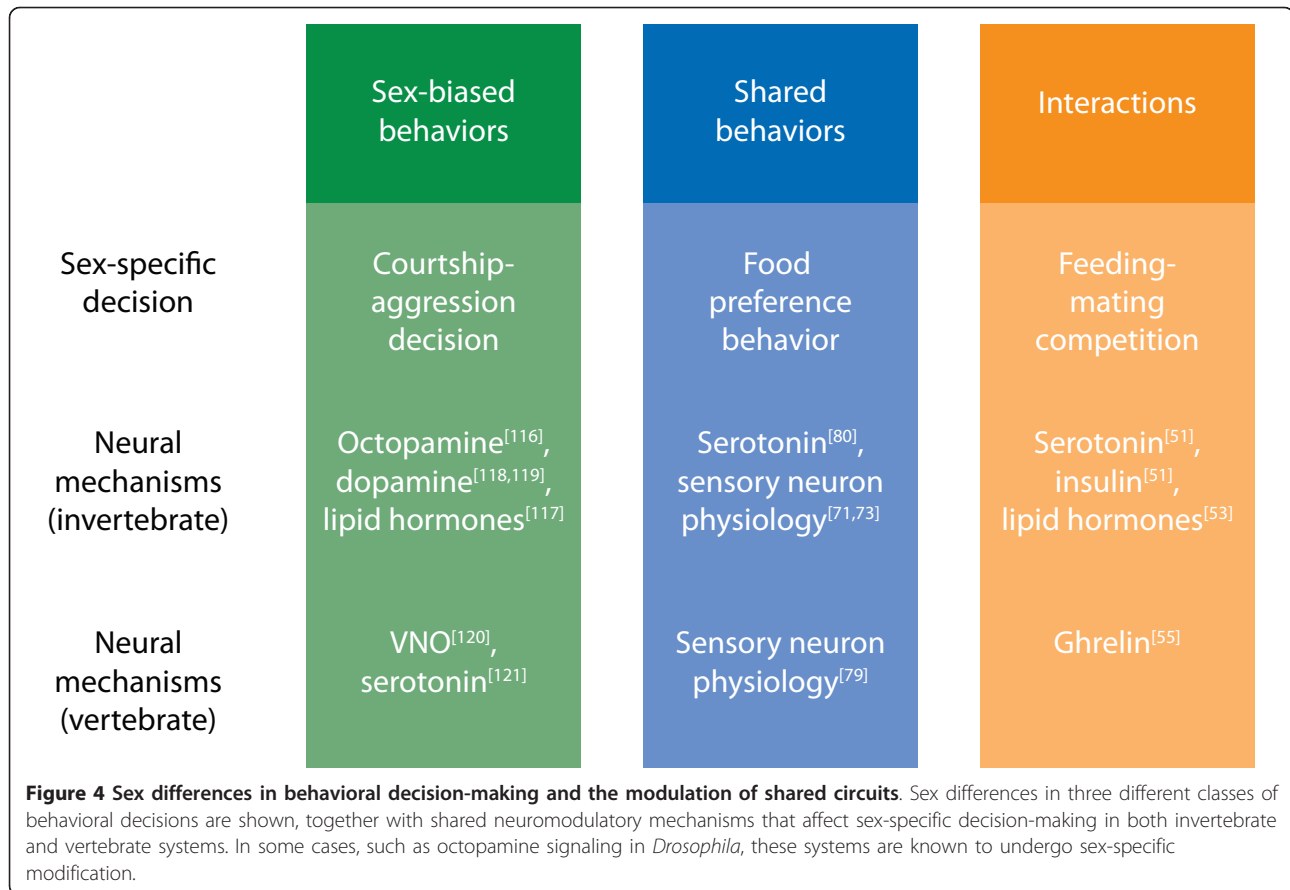 Sex-biased
behaviors
Shared
behaviors
Interactions
Sex-specific
decision
Courtship-
aggression
decision
Food
preference
behavior
Feeding-
mating
competition
Neural
mechanisms
(invertebrate)
Octopamine[116],
dopamine[118,119],
lipid hormones[117]
Serotonin[80],
sensory neuron
physiology[71,73]
Serotonin[51],
insulin[51],
lipid hormones[53]
Neural
mechanisms
(vertebrate)
VNO[120],
serotonin[121]
Sensory neuron
physiology[79]
Ghrelin[55]
Figure 4 Sex differences in behavioral decision-making and the modulation of shared circuits. Sex differences in three different classes of
behavioral decisions are shown, together with shared neuromodulatory mechanisms that affect sex-specific decision-making in both invertebrate
and vertebrate systems. In some cases, such as octopamine signaling in Drosophila, these systems are known to undergo sex-specific
modification.